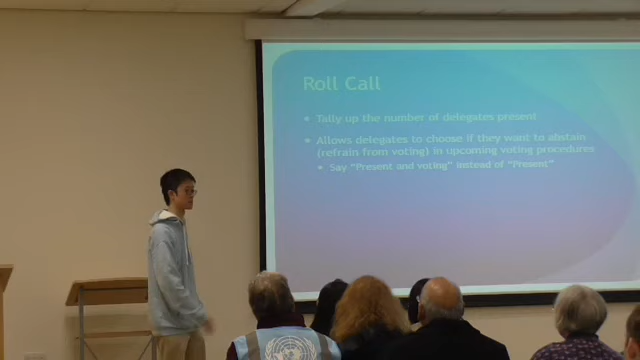 Roll Call
• Tally up the number of delegates present
• Allows delegates to choose if they want to abstain
(refrain from voting) in upcoming voting procedures
• Say "Present and voting" instead of "Present"